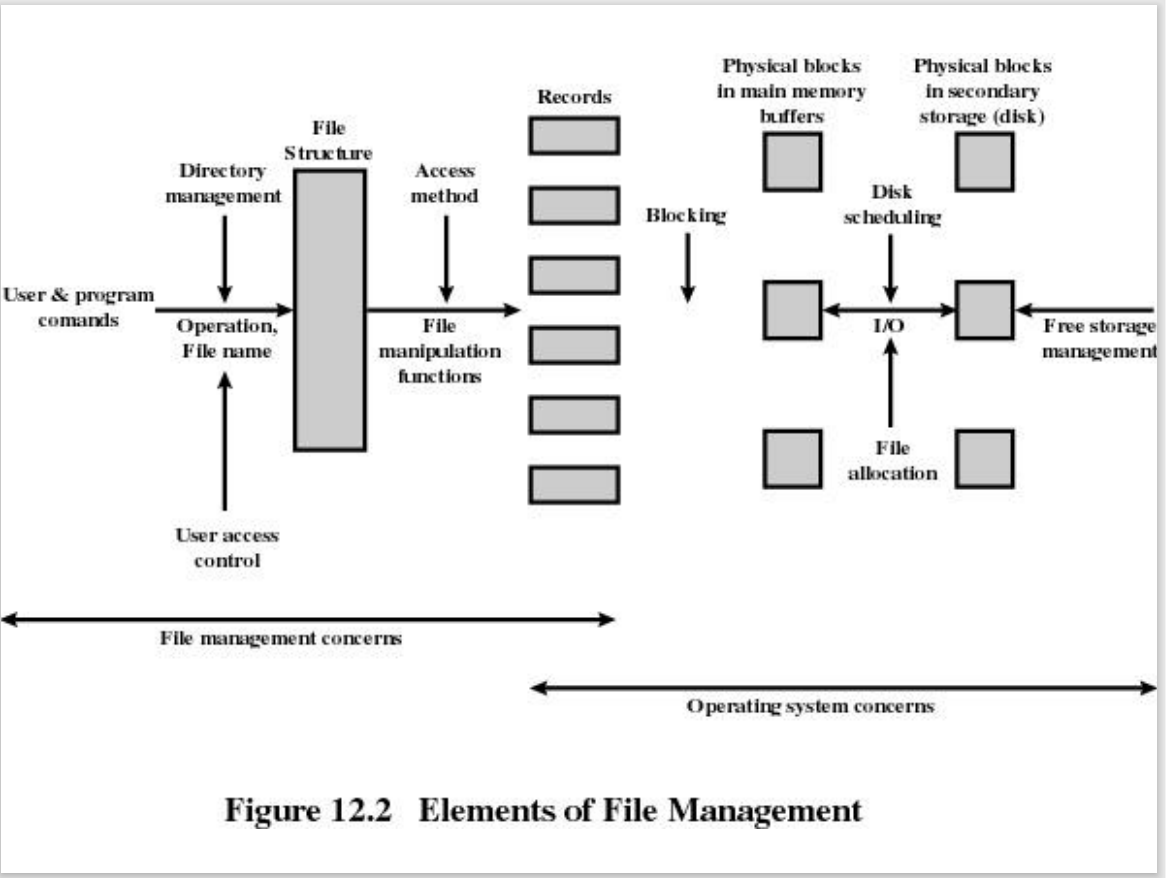 Physical blocks
in main memory
buffers
Physical blocks
in secondary
storage (disk)
Records
File
Structure
Directory
management
Access
method
Disk
scheduling
Blocking
User & program
comands
Operation,
File name
File
manipulation
functions
I/O
Free storage
management
File
allocation
User access
control
File management concerns
Operating system concerns
Figure 12.2 Elements of File Management